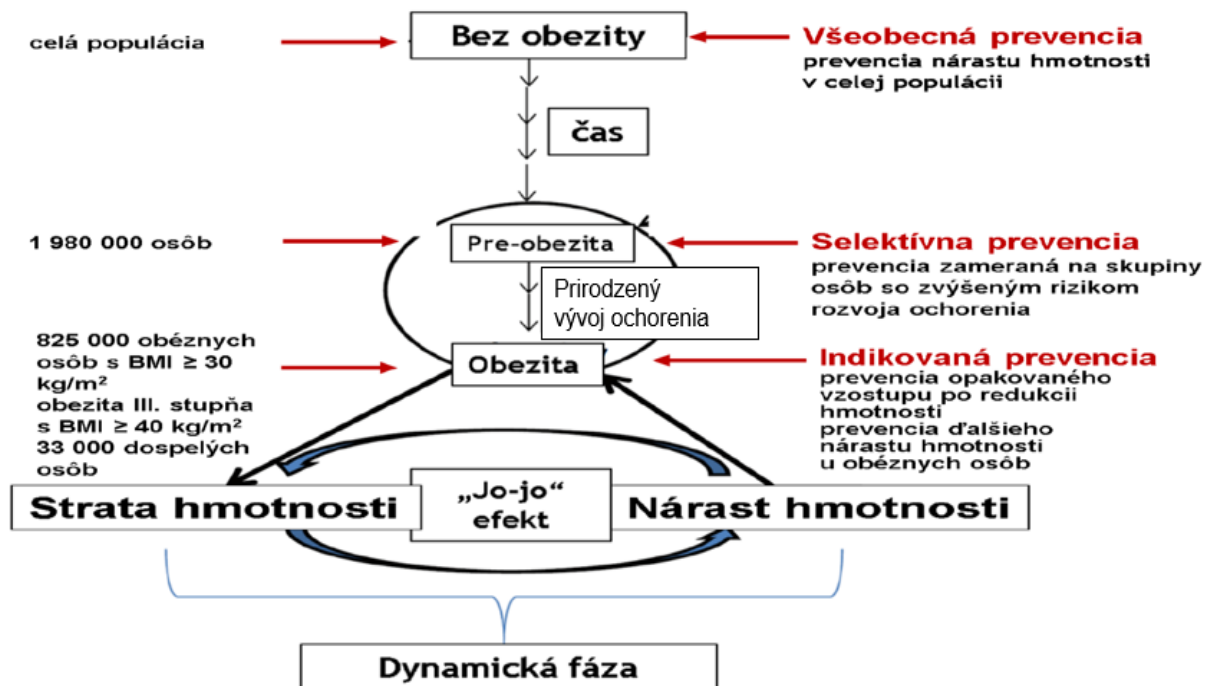 celá populácia
Bez obezity
Všeobecná prevencia
prevencia nárastu hmotnosti
v celej populácii
čas
1 980 000 osôb
Pre-obezita
Selektívna prevencia
prevencia zameraná na skupiny
osôb so zvýšeným rizikom
rozvoja ochorenia
Prirodzený
vývoj ochorenia
825 000 obéznych
osôb s BMI ≥ 30
kg/m²
obezita III. stupňa
s BMI ≥ 40 kg/m²
33 000 dospelých
osôb
Obezita
Indikovaná prevencia
prevencia opakovaného
vzostupu po redukcii
hmotnosti
prevencia ďalšieho
nárastu hmotnosti
u obéznych osôb
Strata hmotnosti
„Jo-jo“
efekt
Nárast hmotnosti
Dynamická fáza